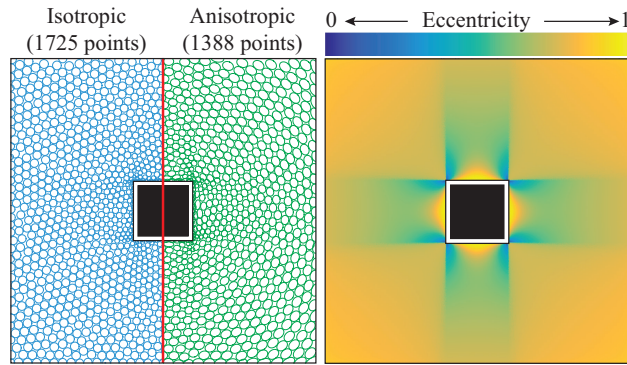 Isotropic
(1725 points)
Anisotropic
(1388 points)
0 Eccentricity 1